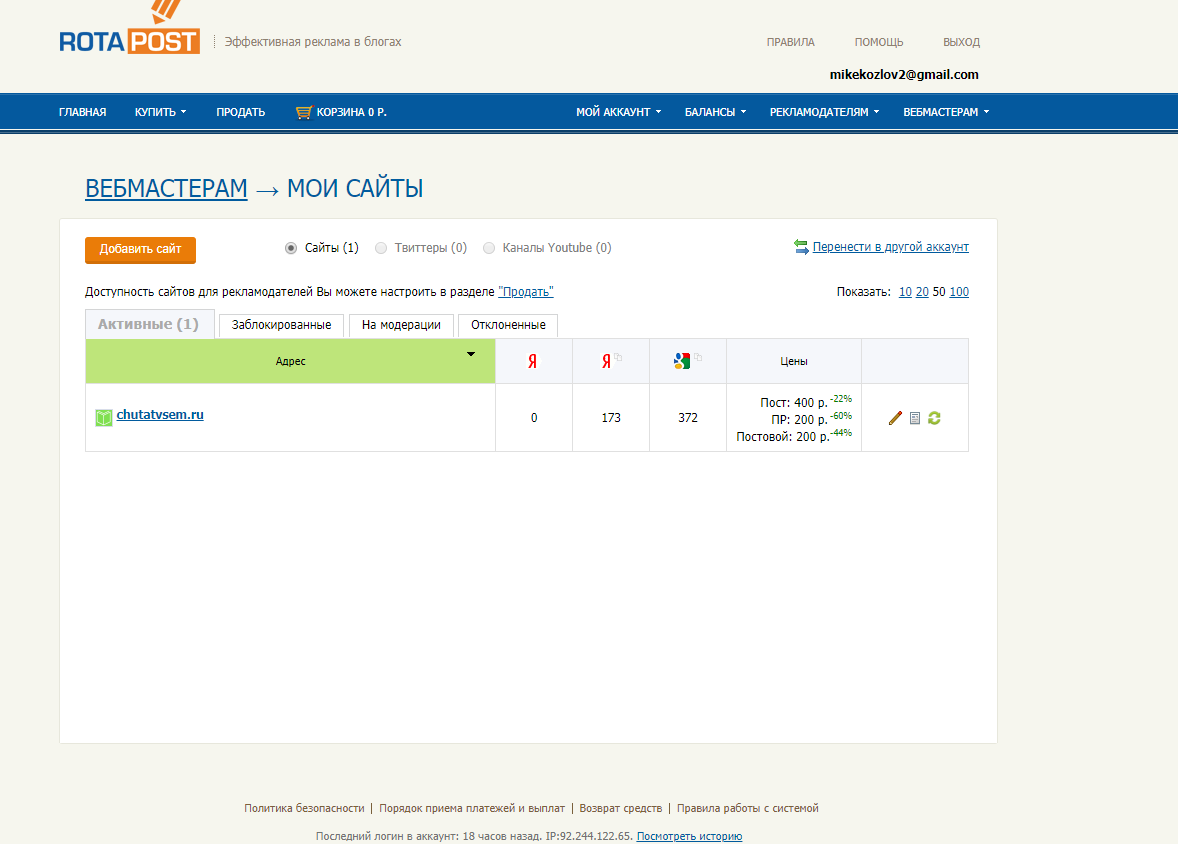 ROTAPOST Эффективная реклама в блогах ПРАВИЛА ПОМОЩЬ ВЫХОД
mikekozlov2@gmail.com
ГЛАВНАЯ КУПИТЬ ПРОДАТЬ КОРЗИНА 0 Р. МОЙ АККАУНТ БАЛАНСЫ РЕКЛАМОДАТЕЛЯМ ВЕБМАСТЕРАМ
ВЕБМАСТЕРАМ → МОИ САЙТЫ
Добавить сайт Сайты (1) Твиттеры (0) Каналы Youtube (0) Перенести в другой аккаунт
Доступность сайтов для рекламодателей Вы можете настроить в разделе "Продать" Показать: 10 20 50 100
Активные (1) Заблокированные На модерации Отклоненные
Адрес Я Я Цены
Пост: 400 р. -22%
chutatvsem.ru 0 173 372 ПР: 200 р. -60%
Постовой: 200 р. -44%
Политика безопасности | Порядок приема платежей и выплат | Возврат средств | Правила работы с системой
Последний логин в аккаунт: 18 часов назад. IP:92.244.122.65. Посмотреть историю